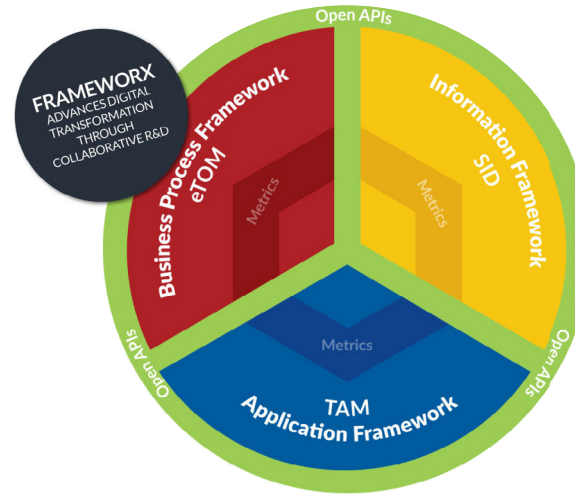 Open APIs
FRAMEWORX
ADVANCES DIGITAL
TRANSFORMATION
THROUGH
COLLABORATIVE R&D
Business Process Framework
eTOM
Metrics
Information Framework
SID
Metrics
Metrics
TAM
Application Framework
Open APIs
Open APIs